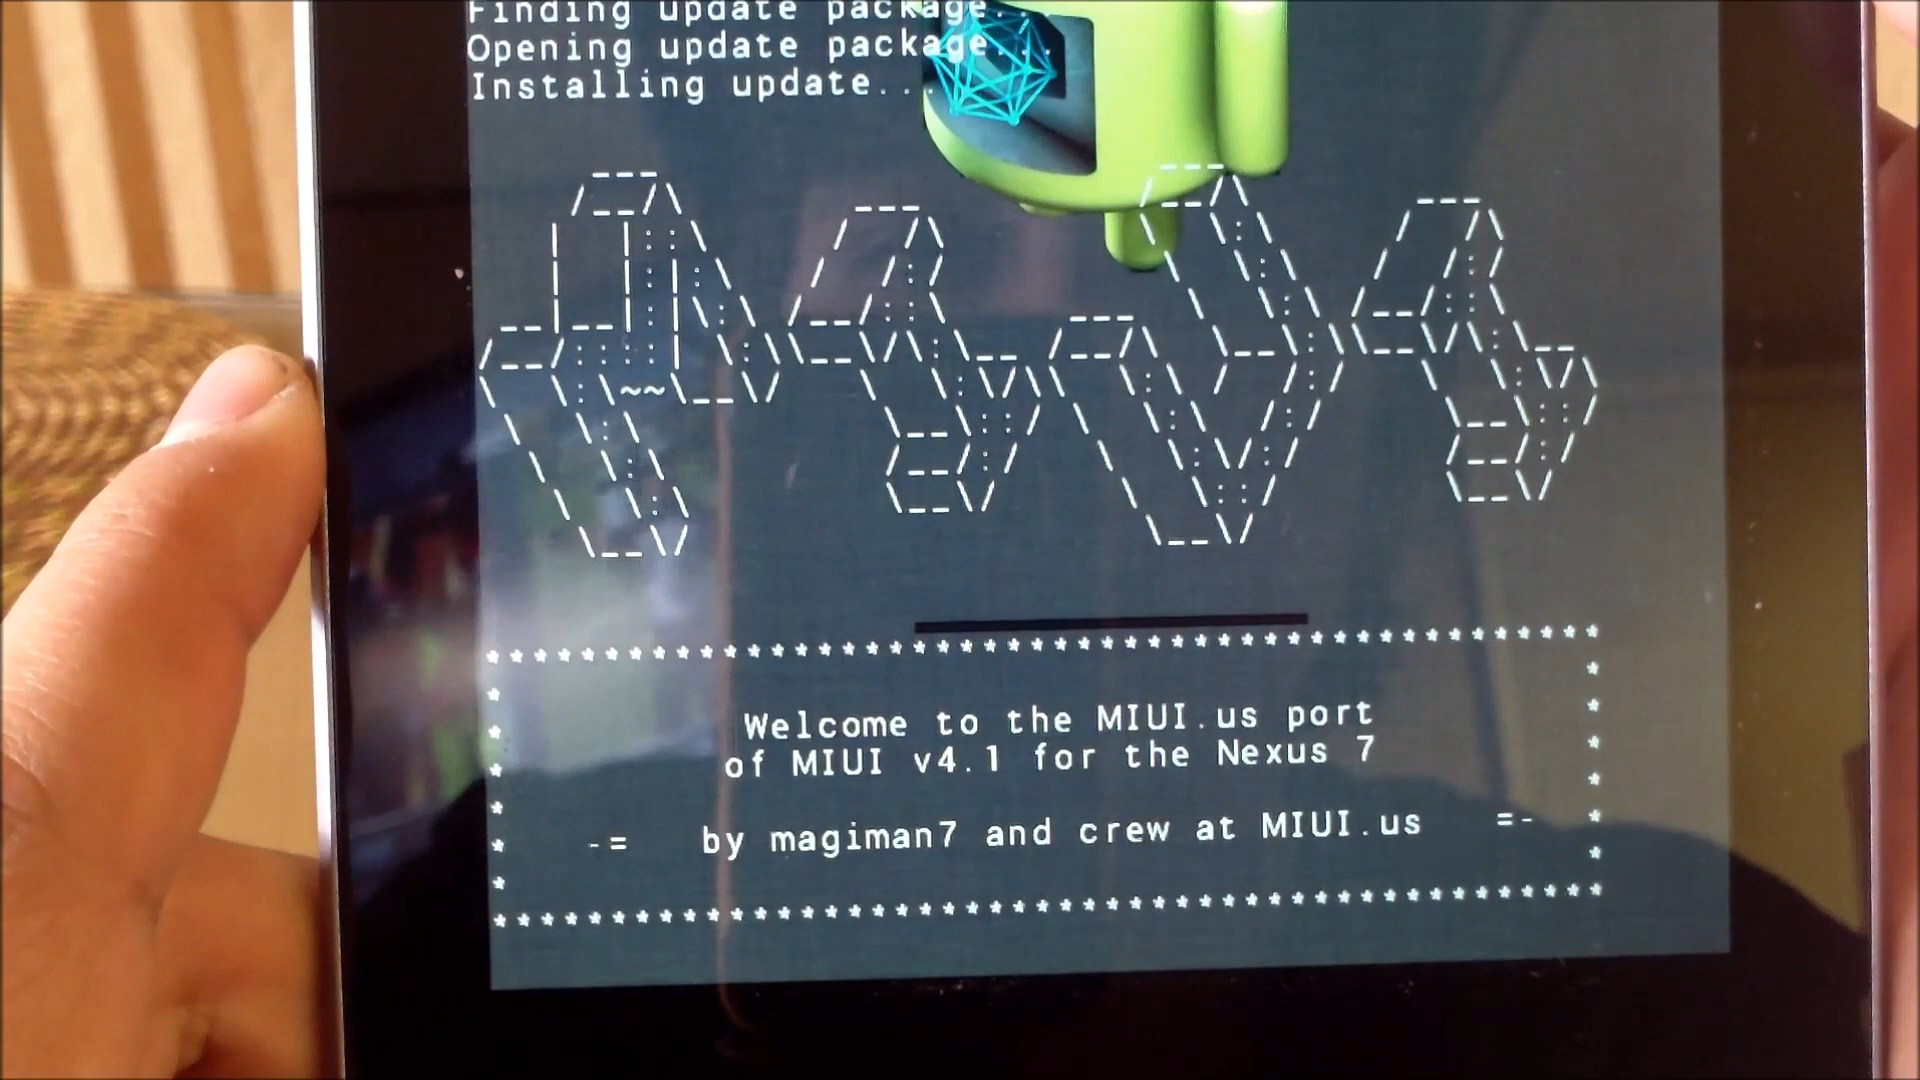 Finding update package...
Opening update package...
Installing update...
Welcome to the MIUI.us port
of MIUI v4.1 for the Nexus 7
-= by magiman7 and crew at MIUI.us =-